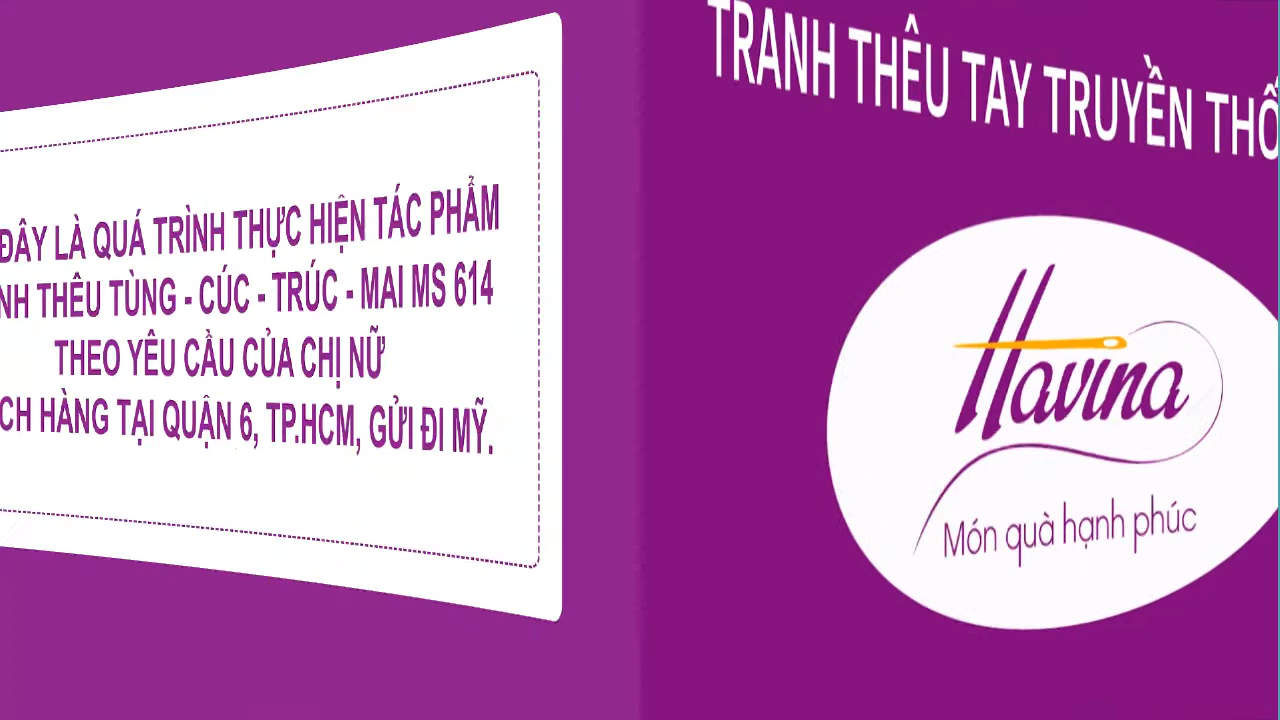 ĐÂY LÀ QUÁ TRÌNH THỰC HIỆN TÁC PHẨM
NH THÊU TÙNG - CÚC - TRÚC - MAI MS 614
THEO YÊU CẦU CỦA CHỊ NỮ
CH HÀNG TẠI QUẬN 6, TP.HCM, GỬI ĐI MỸ.
TRANH THÊU TAY TRUYỀN THỐ
Havina
Món quà hạnh phúc